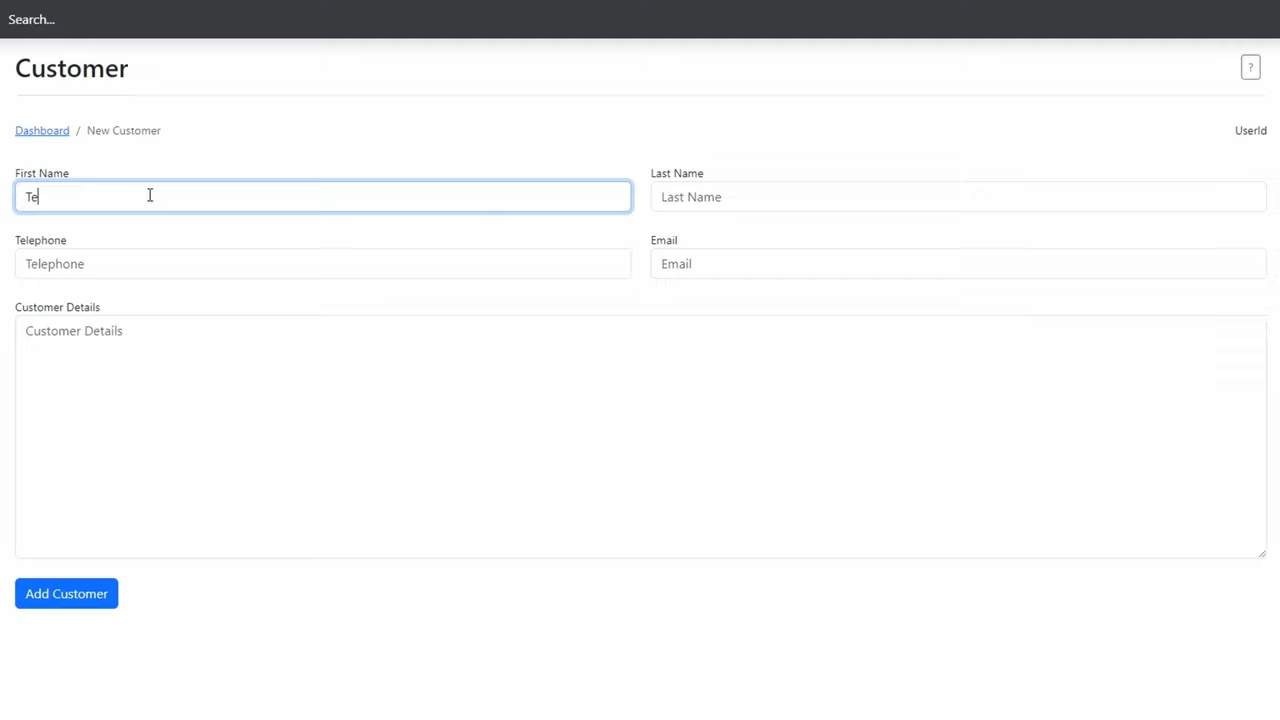 Search...
Customer
?
Dashboard / New Customer
UserId
First Name
Last Name
Te
Last Name
Telephone
Email
Telephone
Email
Customer Details
Customer Details
Add Customer